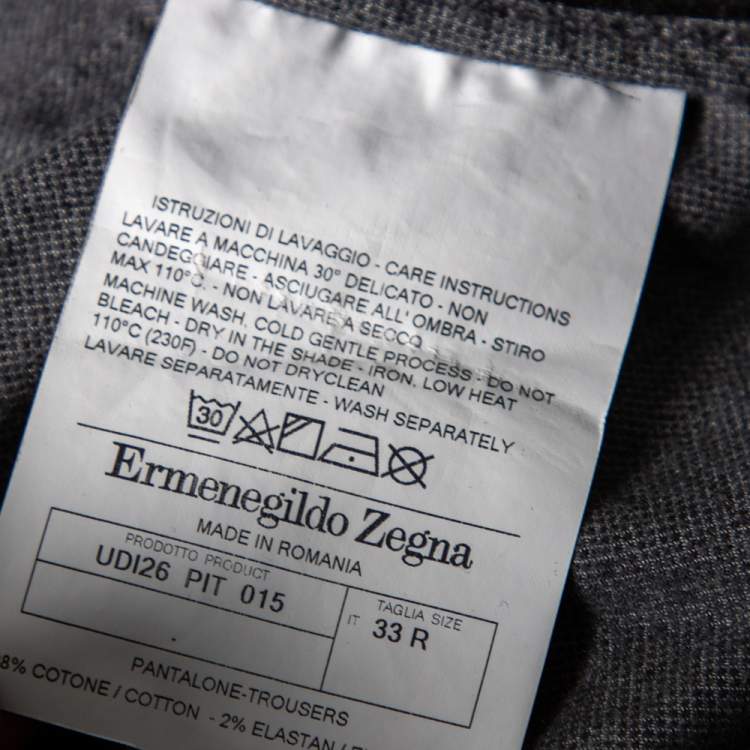 ISTRUZIONI DI LAVAGGIO - CARE INSTRUCTIONS
LAVARE A MACCHINA 30° DELICATO - NON
CANDEGGIARE - ASCIUGARE ALL' OMBRA - STIRO
MAX 110°C. - NON LAVARE A SECCO
MACHINE WASH, COLD GENTLE PROCESS - DO NOT
BLEACH - DRY IN THE SHADE - IRON, LOW HEAT
110°C (230F) - DO NOT DRYCLEAN
LAVARE SEPARATAMENTE - WASH SEPARATELY
30
Ermenegildo Zegna
MADE IN ROMANIA
PRODOTTO PRODUCT
UDI26 PIT 015
TAGLIA SIZE
IT 33 R
PANTALONE-TROUSERS
8% COTONE / COTTON - 2% ELASTAN /